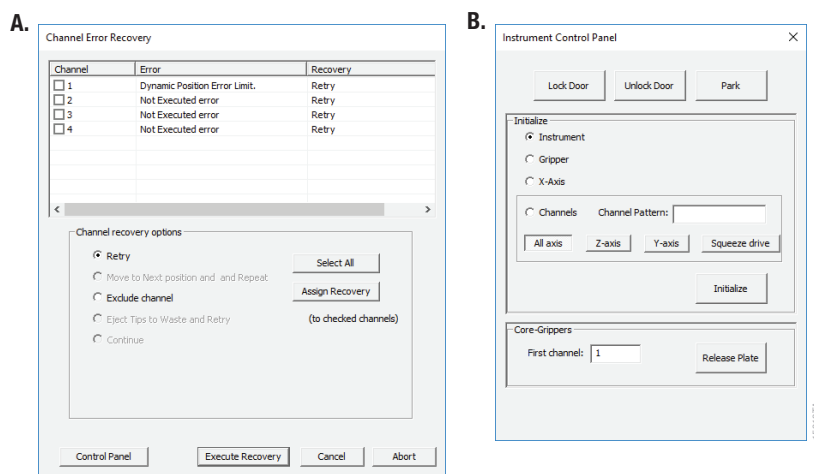 A.
Channel Error Recovery
Channel Error Recovery
1 Dynamic Position Error Limit. Retry
2 Not Executed error Retry
3 Not Executed error Retry
4 Not Executed error Retry
Channel recovery options
Retry
Move to Next position and and Repeat
Exclude channel
Eject Tips to Waste and Retry
Continue
Select All
Assign Recovery
(to checked channels)
Control Panel Execute Recovery Cancel Abort
B.
Instrument Control Panel
Lock Door Unlock Door Park
Initialize
Instrument
Gripper
X-Axis
Channels Channel Pattern:
All axis Z-axis Y-axis Squeeze drive
Initialize
Core-Grippers
First channel: 1 Release Plate